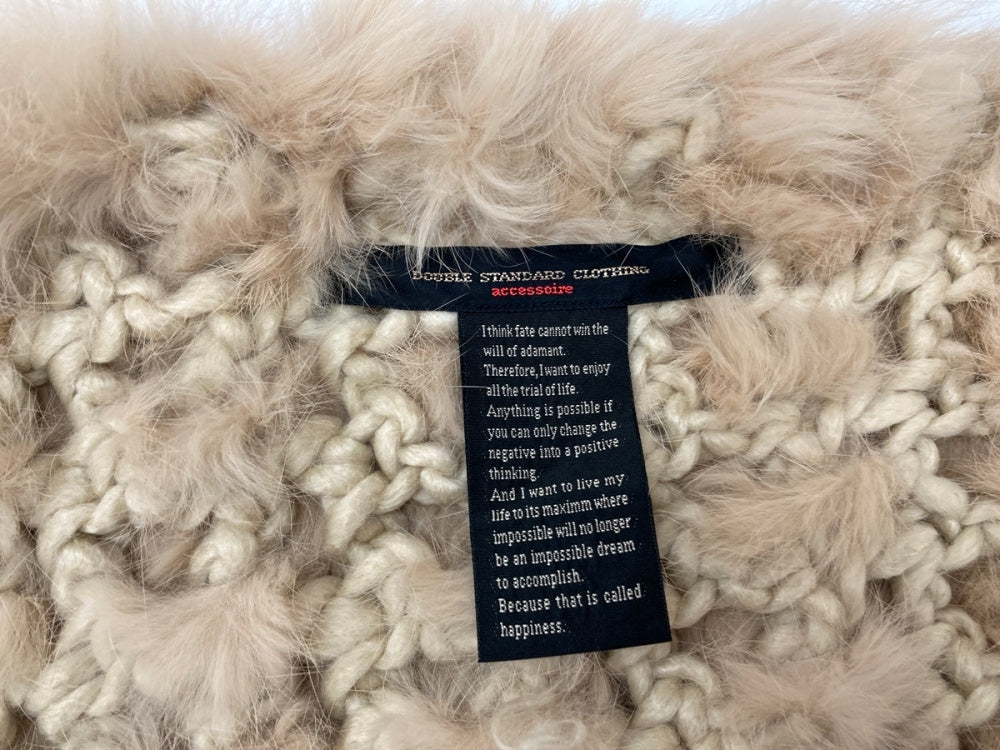 DOUBLE STANDARD CLOTHING
accessoire
I think fate cannot win the
will of adamant.
Therefore, I want to enjoy
all the trial of life.
Anything is possible if
you can only change the
negative into a positive
thinking.
And I want to live my
life to its maximm where
impossible will no longer
be an impossible dream
to accomplish.
Because that is called
happiness.